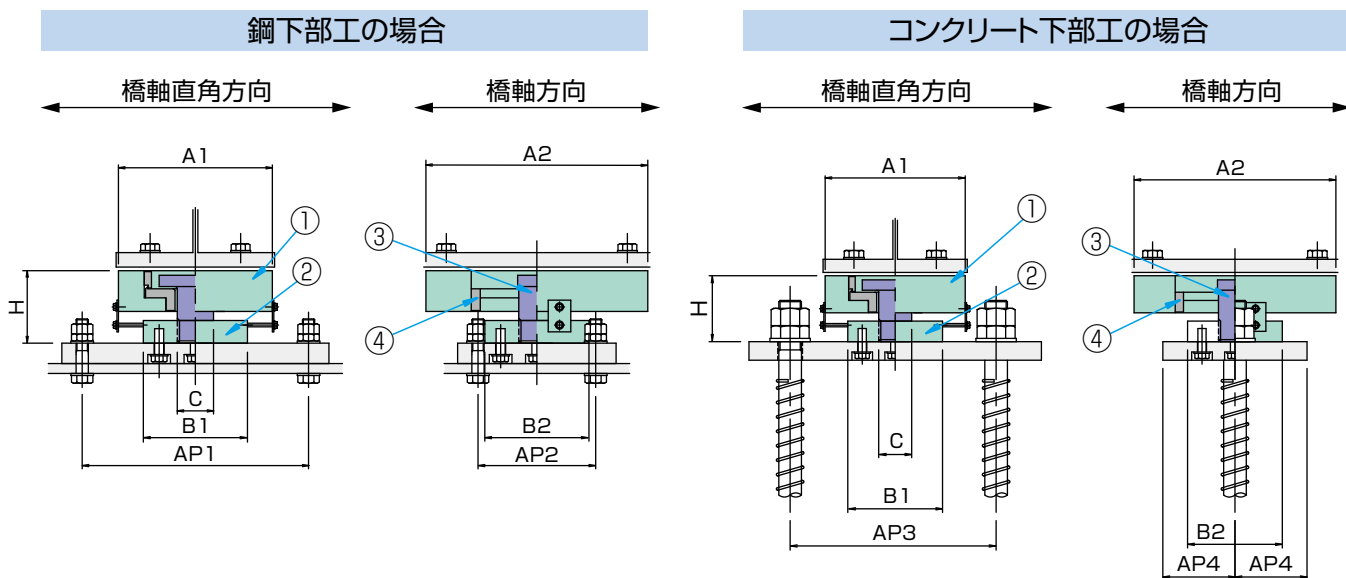 鋼下部工の場合
橋軸直角方向
橋軸方向
A1
A2
①
②
③
④
H
C
B1
AP1
B2
AP2
コンクリート下部工の場合
橋軸直角方向
橋軸方向
A1
A2
①
②
③
④
H
C
B1
AP3
B2
AP4 AP4